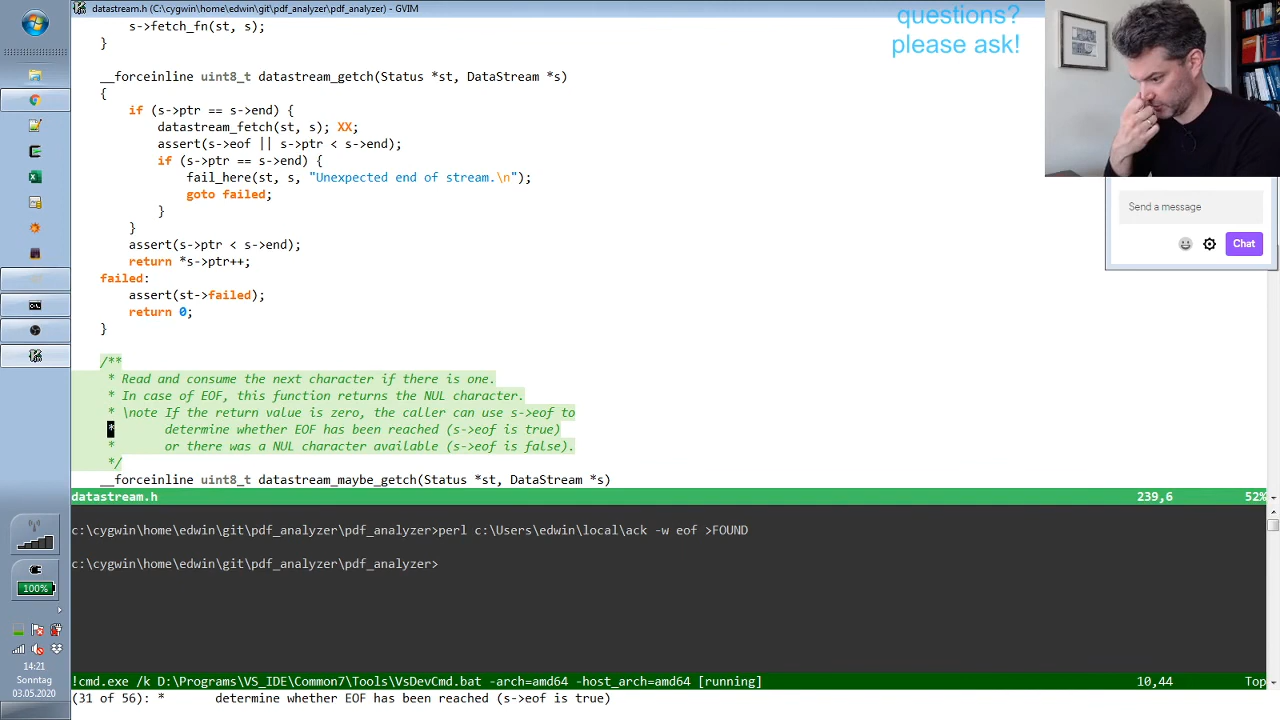 datastream.h (C:\cygwin\home\edwin\git\pdf_analyzer\pdf_analyzer) - GVIM
questions?
please ask!
s->fetch_fn(st, s);
}
__forceinline uint8_t datastream_getch(Status *st, DataStream *s)
{
if (s->ptr == s->end) {
datastream_fetch(st, s); XX;
assert(s->eof || s->ptr < s->end);
if (s->ptr == s->end) {
fail_here(st, s, "Unexpected end of stream.\n");
goto failed;
}
}
assert(s->ptr < s->end);
return *s->ptr++;
failed:
assert(st->failed);
return 0;
}
/**
* Read and consume the next character if there is one.
* In case of EOF, this function returns the NUL character.
* \note If the return value is zero, the caller can use s->eof to
* determine whether EOF has been reached (s->eof is true)
* or there was a NUL character available (s->eof is false).
*/
__forceinline uint8_t datastream_maybe_getch(Status *st, DataStream *s)
datastream.h 239,6 52%
c:\cygwin\home\edwin\git\pdf_analyzer\pdf_analyzer>perl c:\Users\edwin\local\ack -w eof >FOUND
c:\cygwin\home\edwin\git\pdf_analyzer\pdf_analyzer>
!cmd.exe /k D:\Programs\VS_IDE\Common7\Tools\VsDevCmd.bat -arch=amd64 -host_arch=amd64 [running] 10,44 Top
(31 of 56): * determine whether EOF has been reached (s->eof is true)
Send a message
Chat
100%
14:21
Sonntag
03.05.2020